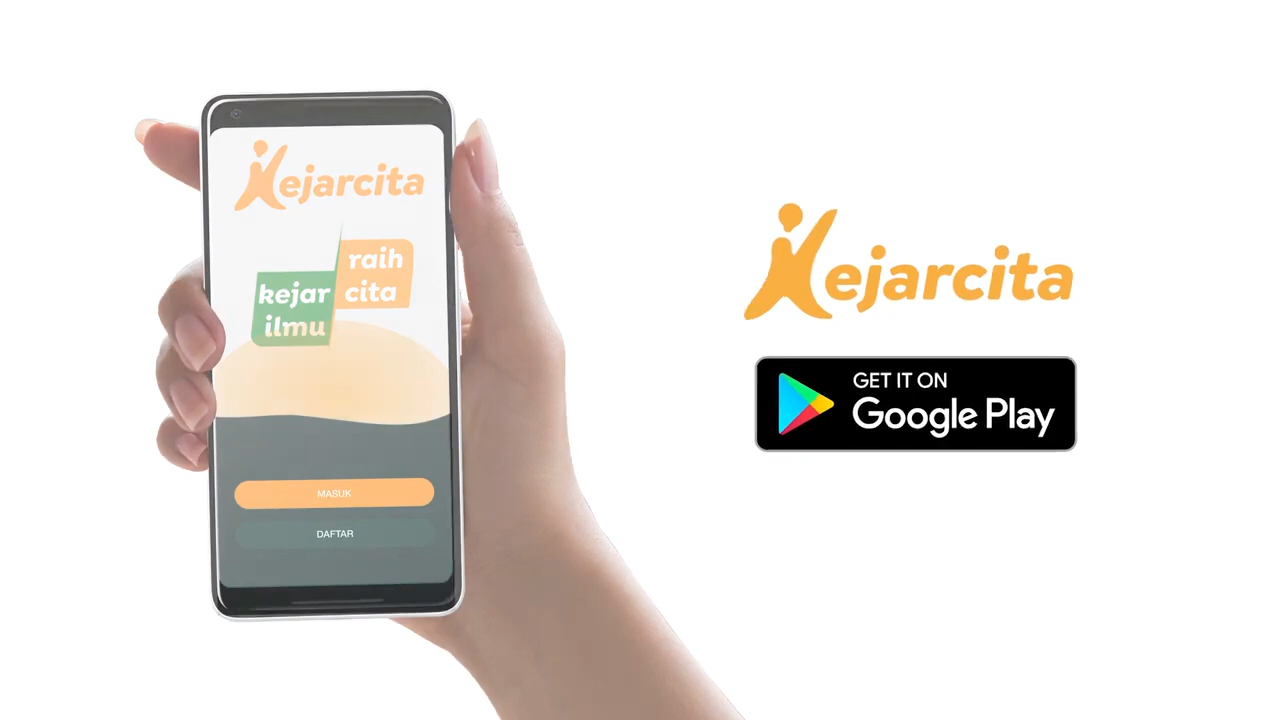 Kejarcita
raih
cita
kejar
ilmu
MASUK
DAFTAR
Kejarcita
GET IT ON
Google Play